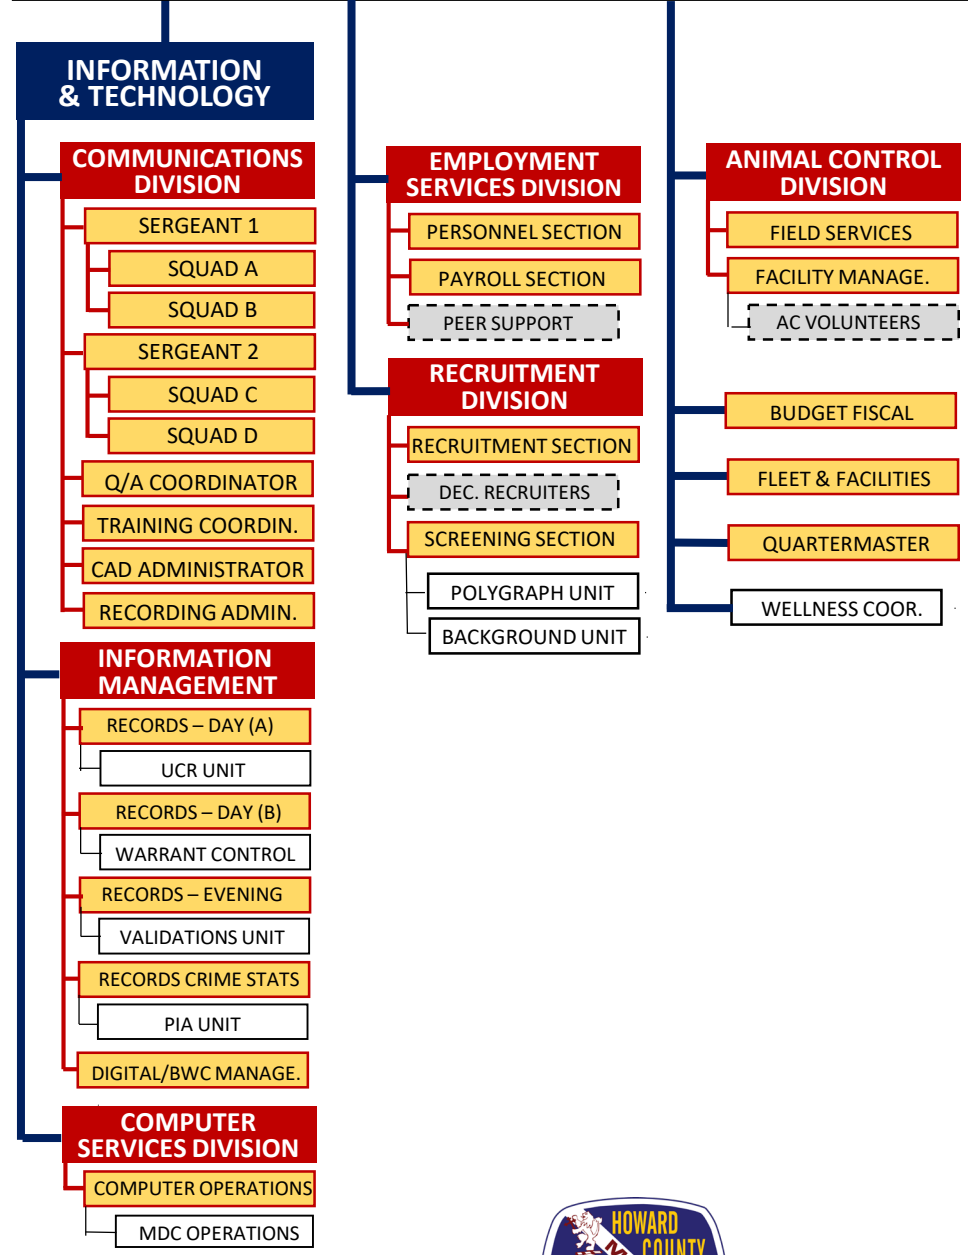 INFORMATION
& TECHNOLOGY
COMMUNICATIONS
DIVISION
SERGEANT 1
SQUAD A
SQUAD B
SERGEANT 2
SQUAD C
SQUAD D
Q/A COORDINATOR
TRAINING COORDIN.
CAD ADMINISTRATOR
RECORDING ADMIN.
INFORMATION
MANAGEMENT
RECORDS – DAY (A)
UCR UNIT
RECORDS – DAY (B)
WARRANT CONTROL
RECORDS – EVENING
VALIDATIONS UNIT
RECORDS CRIME STATS
PIA UNIT
DIGITAL/BWC MANAGE.
COMPUTER
SERVICES DIVISION
COMPUTER OPERATIONS
MDC OPERATIONS
EMPLOYMENT
SERVICES DIVISION
PERSONNEL SECTION
PAYROLL SECTION
PEER SUPPORT
RECRUITMENT
DIVISION
RECRUITMENT SECTION
DEC. RECRUITERS
SCREENING SECTION
POLYGRAPH UNIT
BACKGROUND UNIT
ANIMAL CONTROL
DIVISION
FIELD SERVICES
FACILITY MANAGE.
AC VOLUNTEERS
BUDGET FISCAL
FLEET & FACILITIES
QUARTERMASTER
WELLNESS COOR.
HOWARD
COUNTY